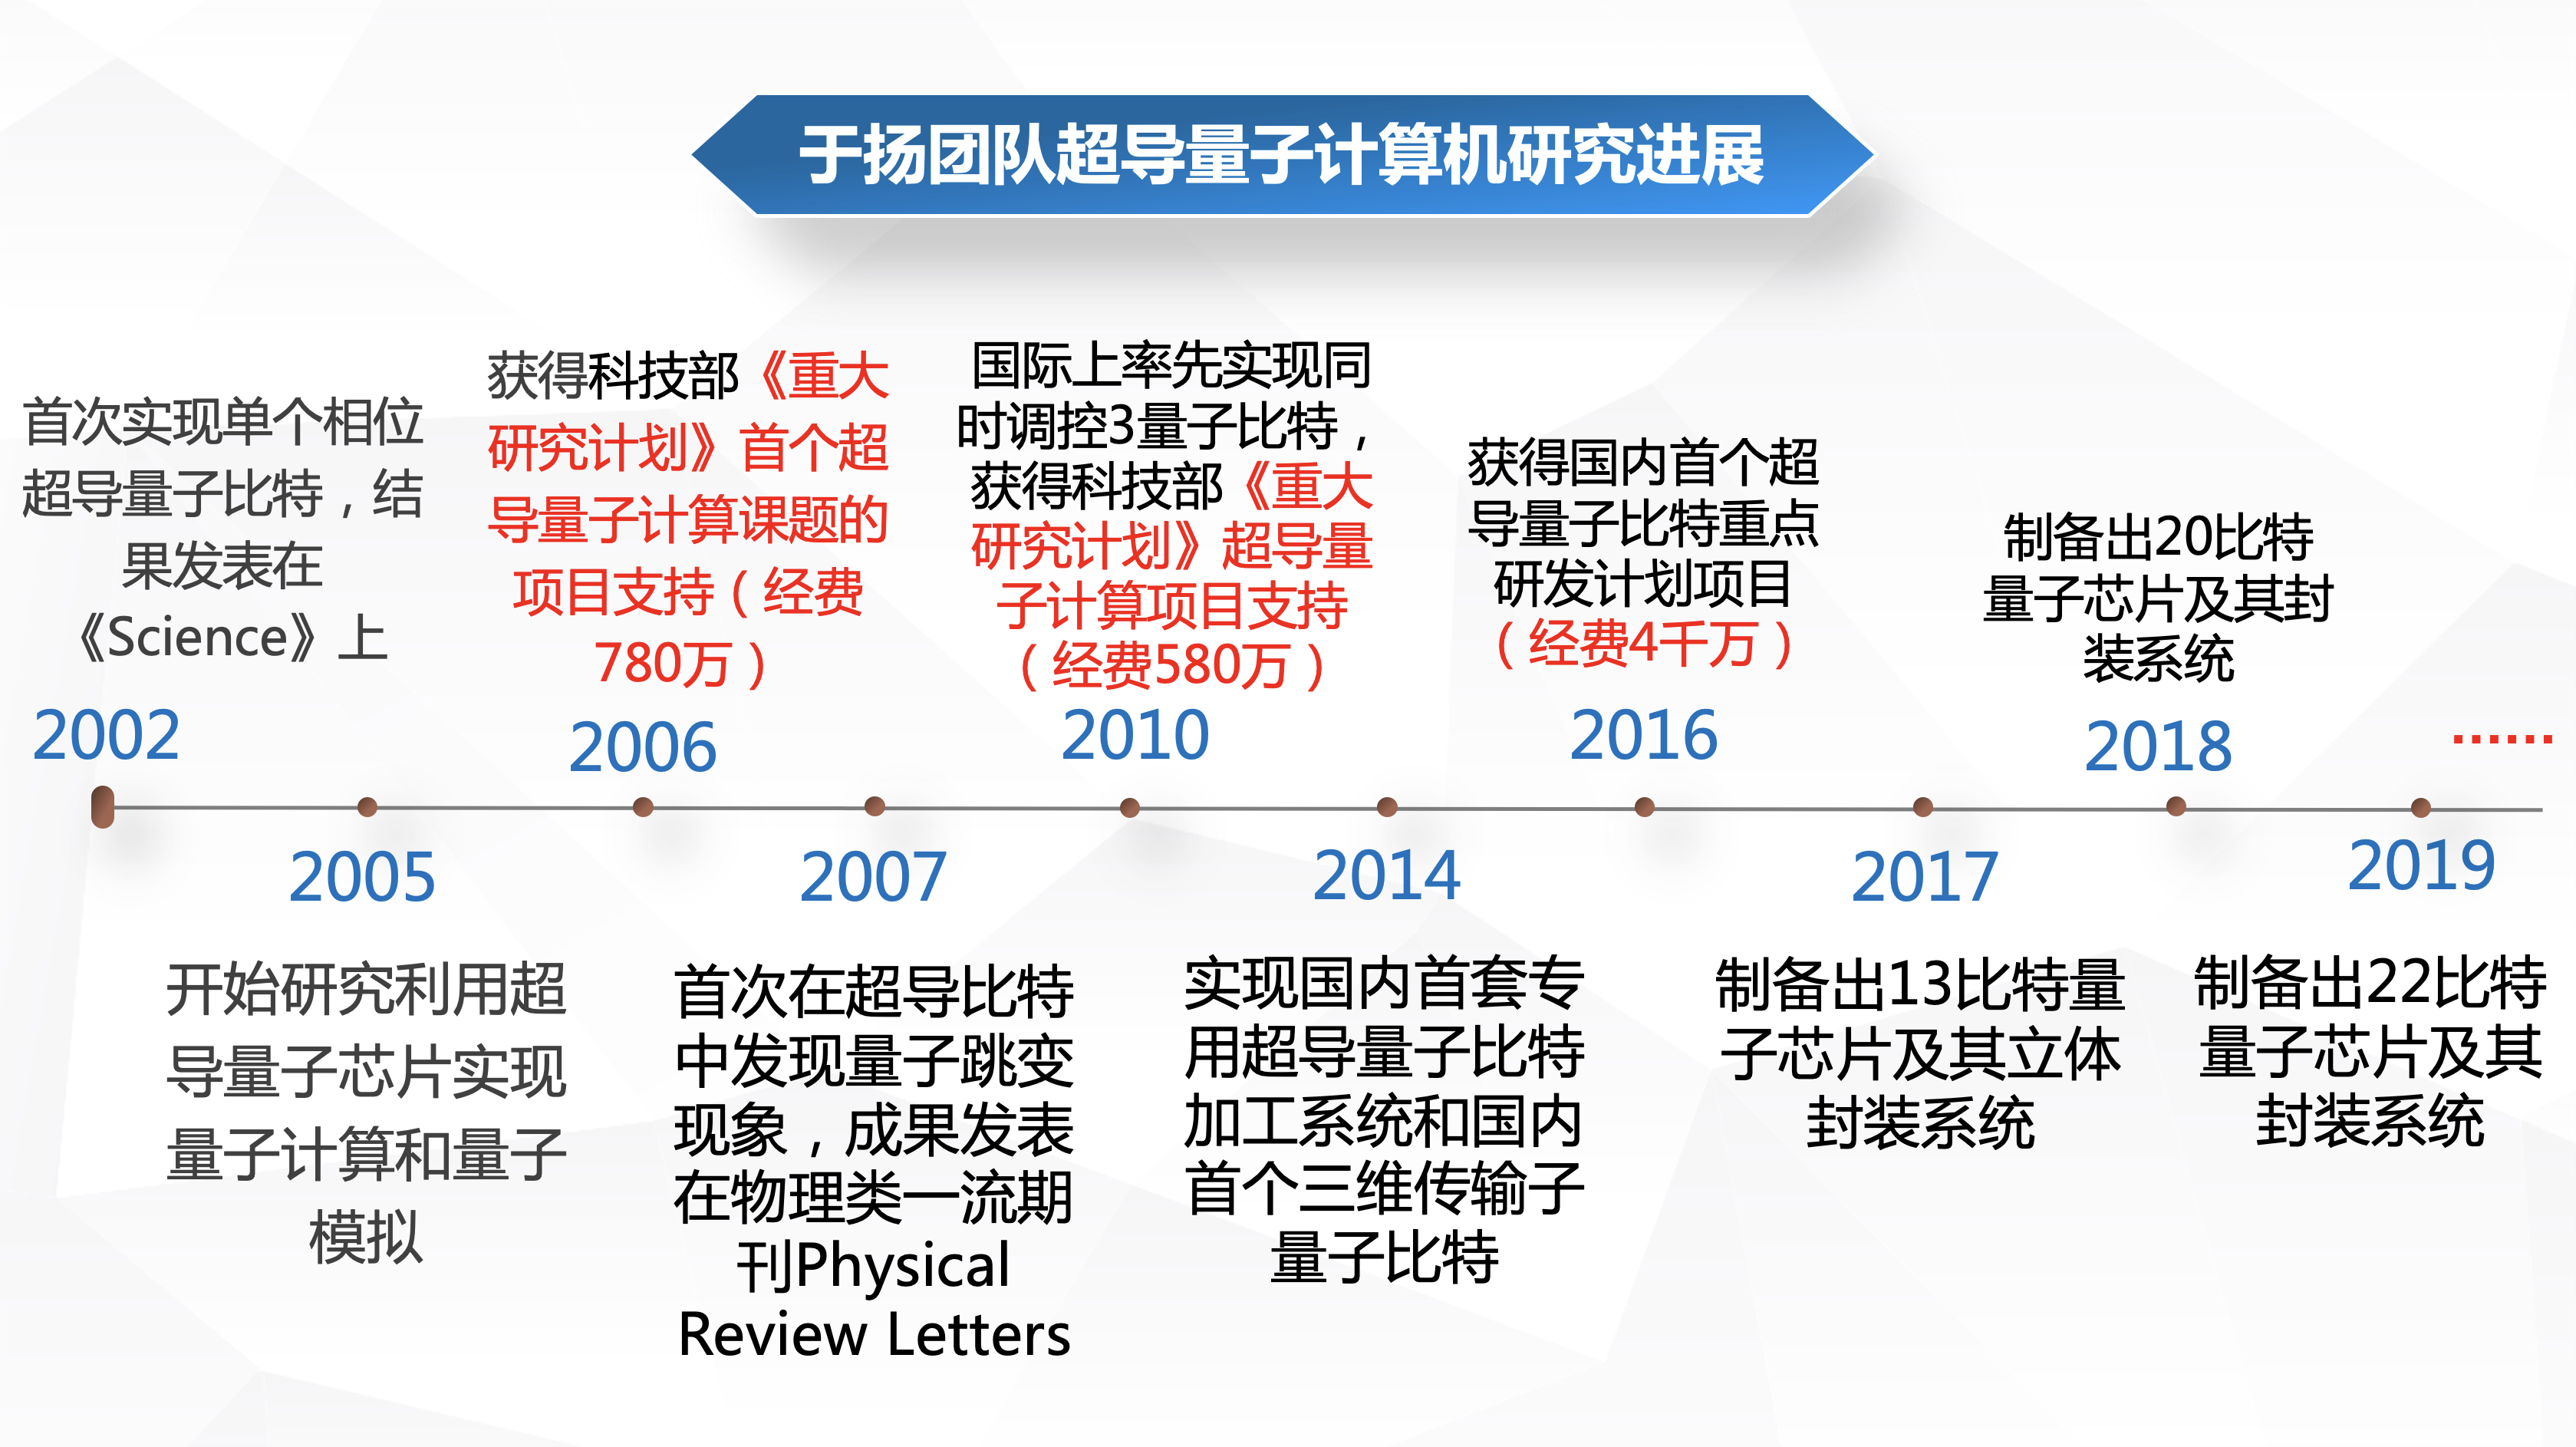 于扬团队超导量子计算机研究进展
首次实现单个相位
超导量子比特，结
果发表在
《Science》上
2002
获得科技部《重大
研究计划》首个超
导量子计算课题的
项目支持（经费
780万）
2006
国际上率先实现同
时调控3量子比特，
获得科技部《重大
研究计划》超导量
子计算项目支持
（经费580万）
2010
获得国内首个超
导量子比特重点
研发计划项目
（经费4千万）
2016
制备出20比特
量子芯片及其封
装系统
2018
……
2005
开始研究利用超
导量子芯片实现
量子计算和量子
模拟
2007
首次在超导比特
中发现量子跳变
现象，成果发表
在物理类一流期
刊Physical
Review Letters
2014
实现国内首套专
用超导量子比特
加工系统和国内
首个三维传输子
量子比特
2017
制备出13比特量
子芯片及其立体
封装系统
2019
制备出22比特
量子芯片及其
封装系统